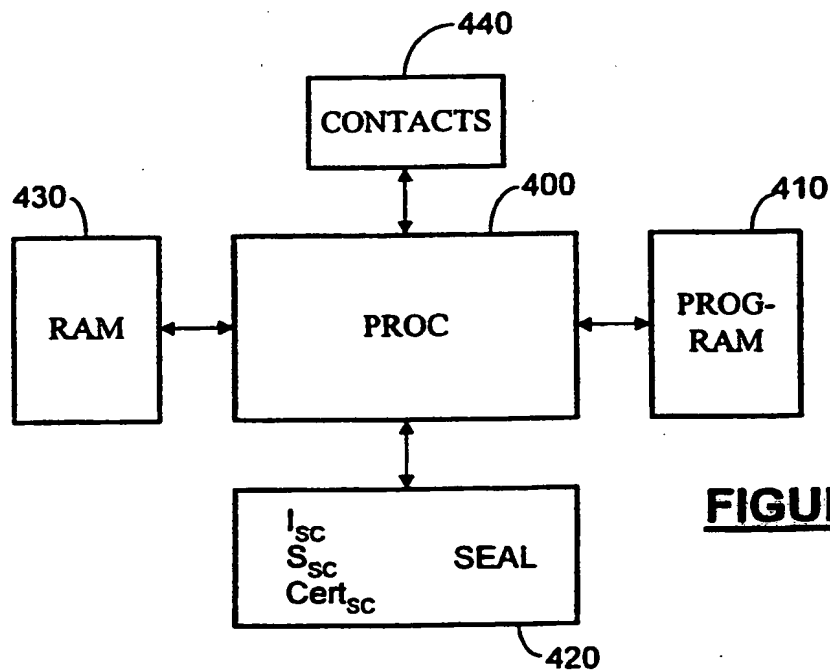 440
CONTACTS
430
400
410
RAM
PROC
PROG-
RAM
I_SC
S_SC SEAL
Cert_SC
420